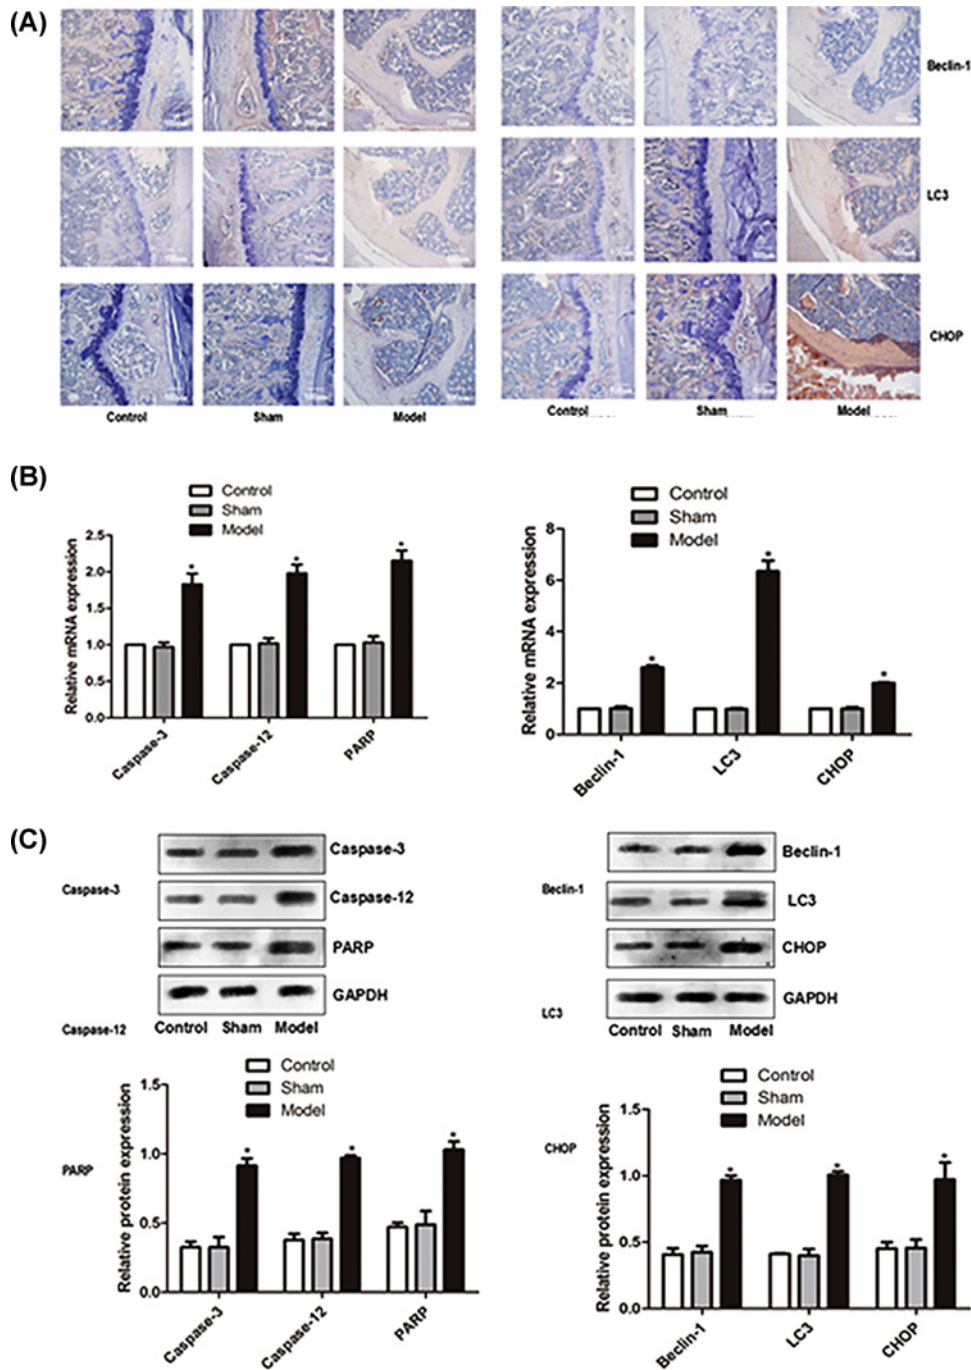 (A)
Beclin-1
LC3
CHOP
Control
Sham
Model
Control
Sham
Model
(B)
Control
Sham
Model
Relative mRNA expression
2.5
2.0
1.5
1.0
0.5
0.0
*
*
*
Caspase-3
Caspase-12
PARP
Control
Sham
Model
Relative mRNA expression
8
6
4
2
0
*
*
*
Beclin-1
LC3
CHOP
(C)
Caspase-3
Caspase-12
PARP
GAPDH
Control Sham Model
Caspase-3
Caspase-12
PARP
Beclin-1
LC3
CHOP
GAPDH
Control Sham Model
Beclin-1
LC3
CHOP
Control
Sham
Model
Relative protein expression
1.5
1.0
0.5
0.0
*
*
*
Caspase-3
Caspase-12
PARP
Control
Sham
Model
Relative protein expression
1.5
1.0
0.5
0.0
*
*
*
Beclin-1
LC3
CHOP